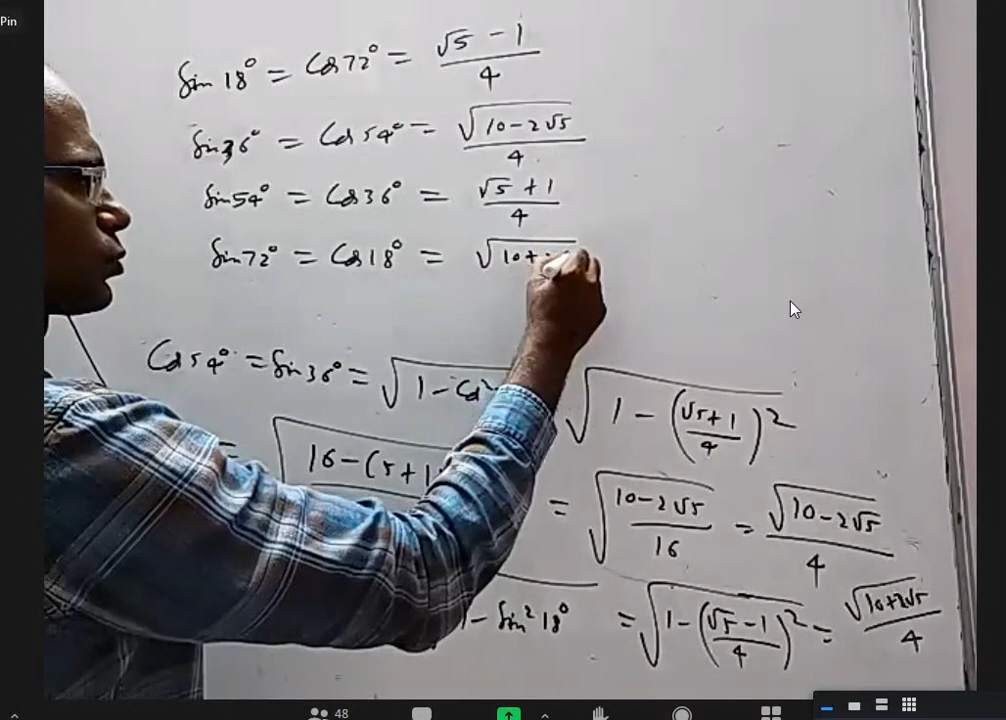 Pin
Sin 18° = Cos 72° = (√5 - 1)/4
Sin 36° = Cos 54° = √(10-2√5)/4
Sin 54° = Cos 36° = (√5 + 1)/4
Sin 72° = Cos 18° = √(10+
Cos 54° = Sin 36° = √(1 - Cos² √(1 - ((√5+1)/4)²)
= √(16-(5+1 = √((10-2√5)/16) = √(10-2√5)/4
- Sin² 18° = √(1-((√5-1)/4)²) = √(10+2√5)/4
48